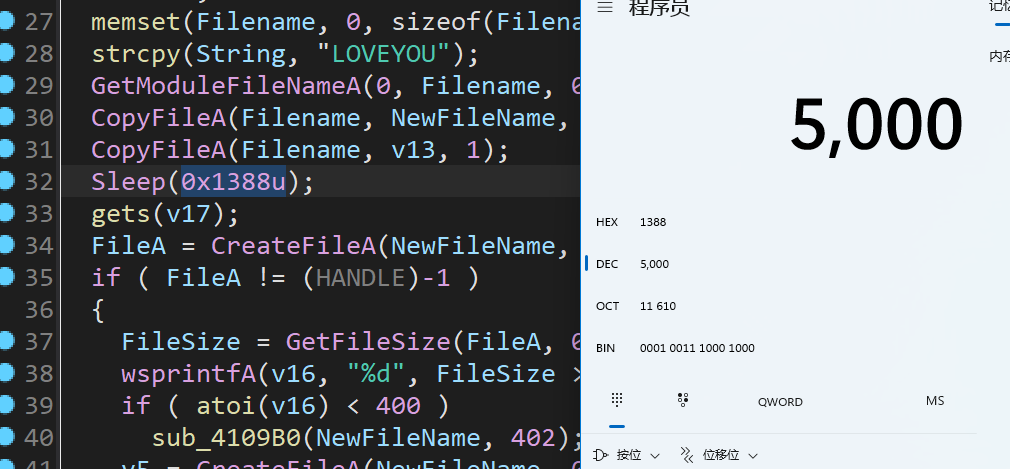 27 memset(Filename, 0, sizeof(Filena
28 strcpy(String, "LOVEYOU");
29 GetModuleFileNameA(0, Filename, 0
30 CopyFileA(Filename, NewFileName,
31 CopyFileA(Filename, v13, 1);
32 Sleep(0x1388u);
33 gets(v17);
34 FileA = CreateFileA(NewFileName,
35 if ( FileA != (HANDLE)-1 )
36 {
37 FileSize = GetFileSize(FileA, 0
38 wsprintfA(v16, "%d", FileSize >
39 if ( atoi(v16) < 400 )
40 sub_4109B0(NewFileName, 402);
41 v5 = CreateFileA(NewFileName, G
程序员
记忆
内存
5,000
HEX 1388
DEC 5,000
OCT 11 610
BIN 0001 0011 1000 1000
QWORD MS
按位 位移位